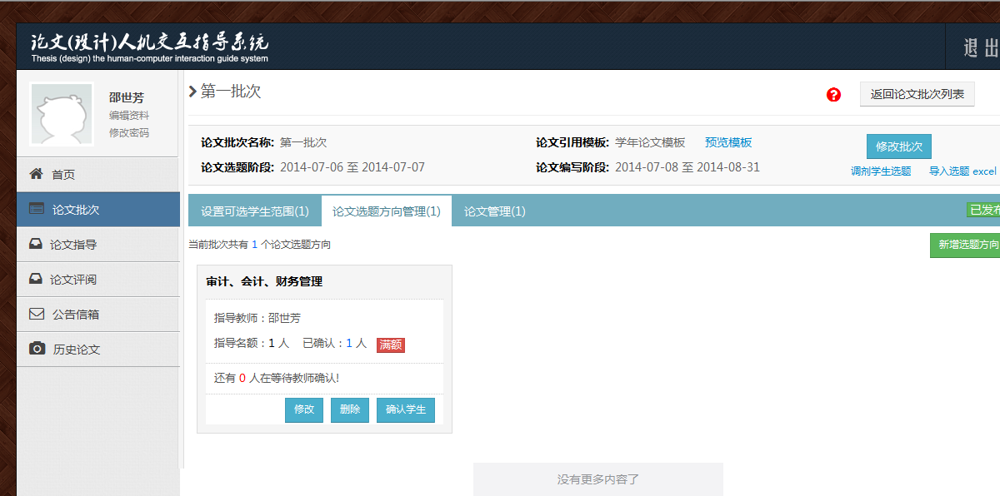 论文(设计)人机交互指导系统
Thesis (design) the human-computer interaction guide system
退出
邵世芳
编辑资料
修改密码
首页
论文批次
论文指导
论文评阅
公告信箱
历史论文
第一批次
?
返回论文批次列表
论文批次名称: 第一批次
论文引用模板: 学年论文模板 预览模板
修改批次
论文选题阶段: 2014-07-06 至 2014-07-07
论文编写阶段: 2014-07-08 至 2014-08-31
调剂学生选题 导入选题 excel
设置可选学生范围(1) 论文选题方向管理(1) 论文管理(1)
已发布
当前批次共有 1 个论文选题方向
新增选题方向
审计、会计、财务管理
指导教师：邵世芳
指导名额：1 人 已确认：1 人 满额
还有 0 人在等待教师确认!
修改 删除 确认学生
没有更多内容了